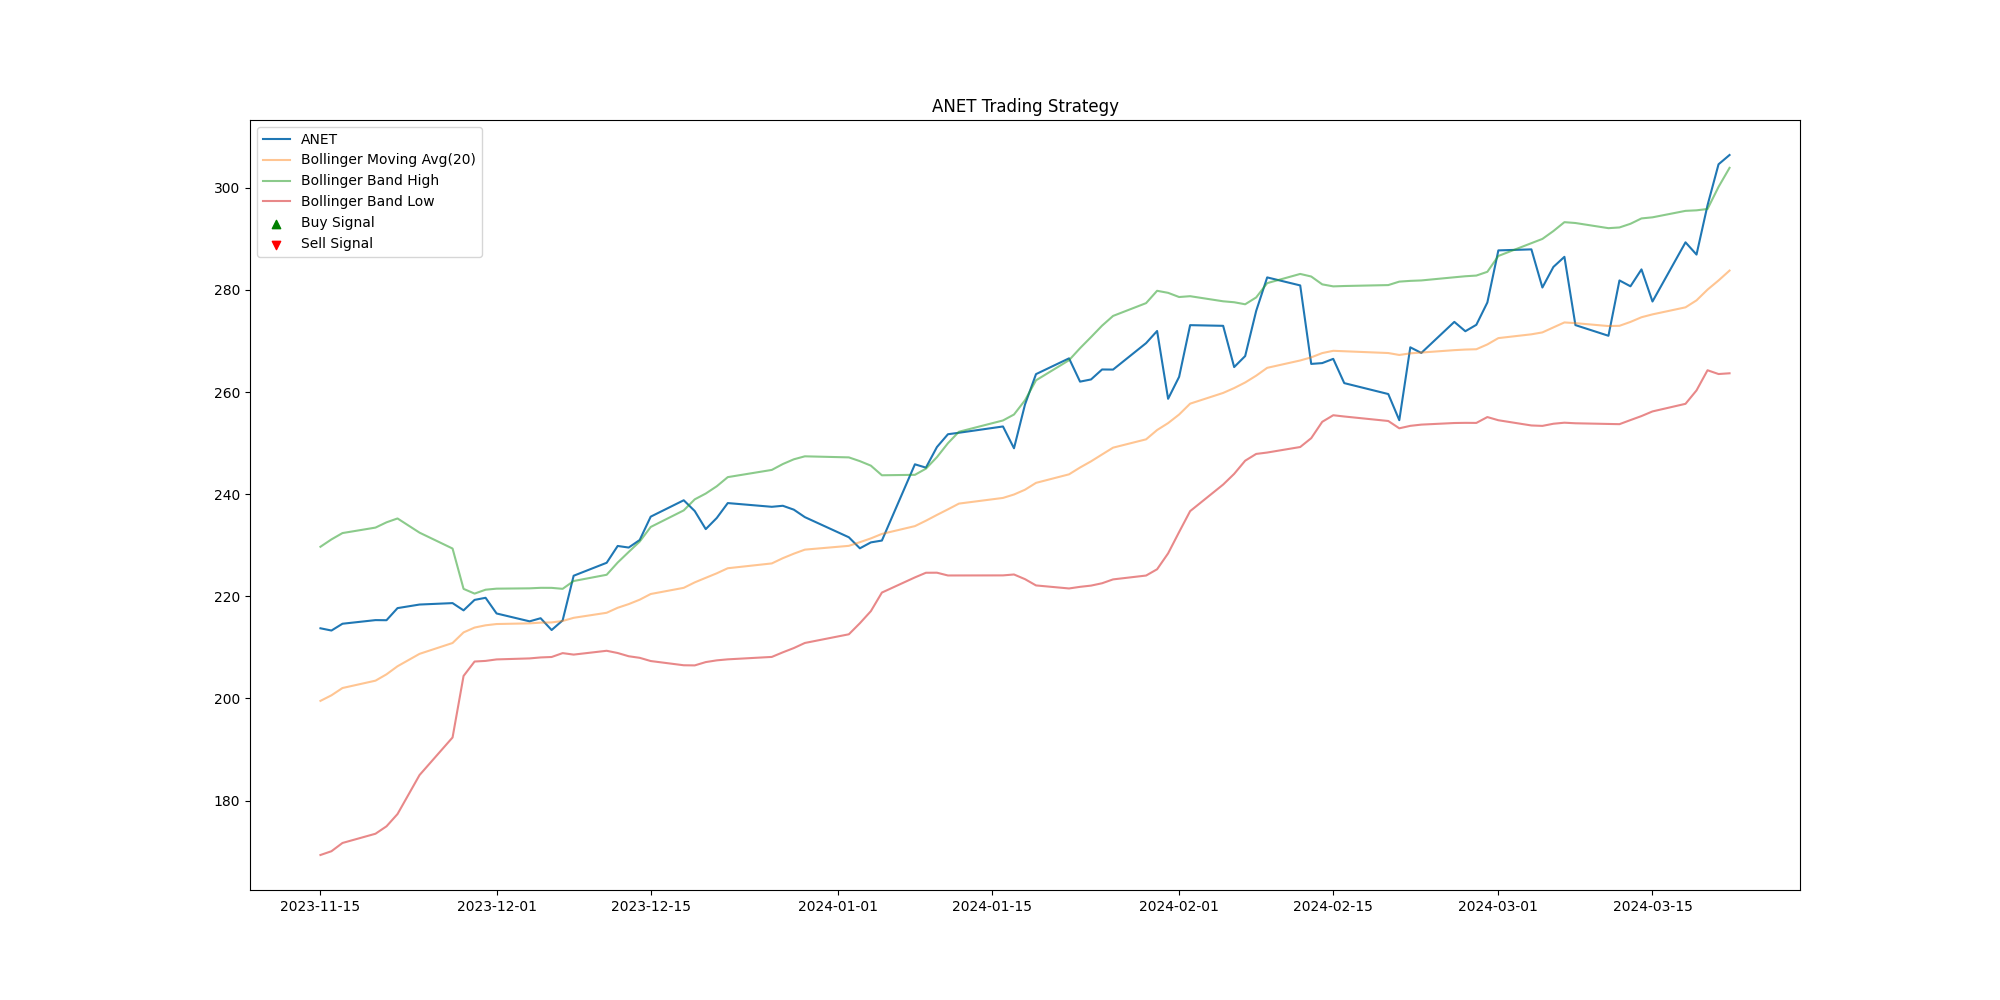 ANET Trading Strategy
ANET
Bollinger Moving Avg(20)
Bollinger Band High
Bollinger Band Low
Buy Signal
Sell Signal
300
280
260
240
220
200
180
2023-11-15 2023-12-01 2023-12-15 2024-01-01 2024-01-15 2024-02-01 2024-02-15 2024-03-01 2024-03-15